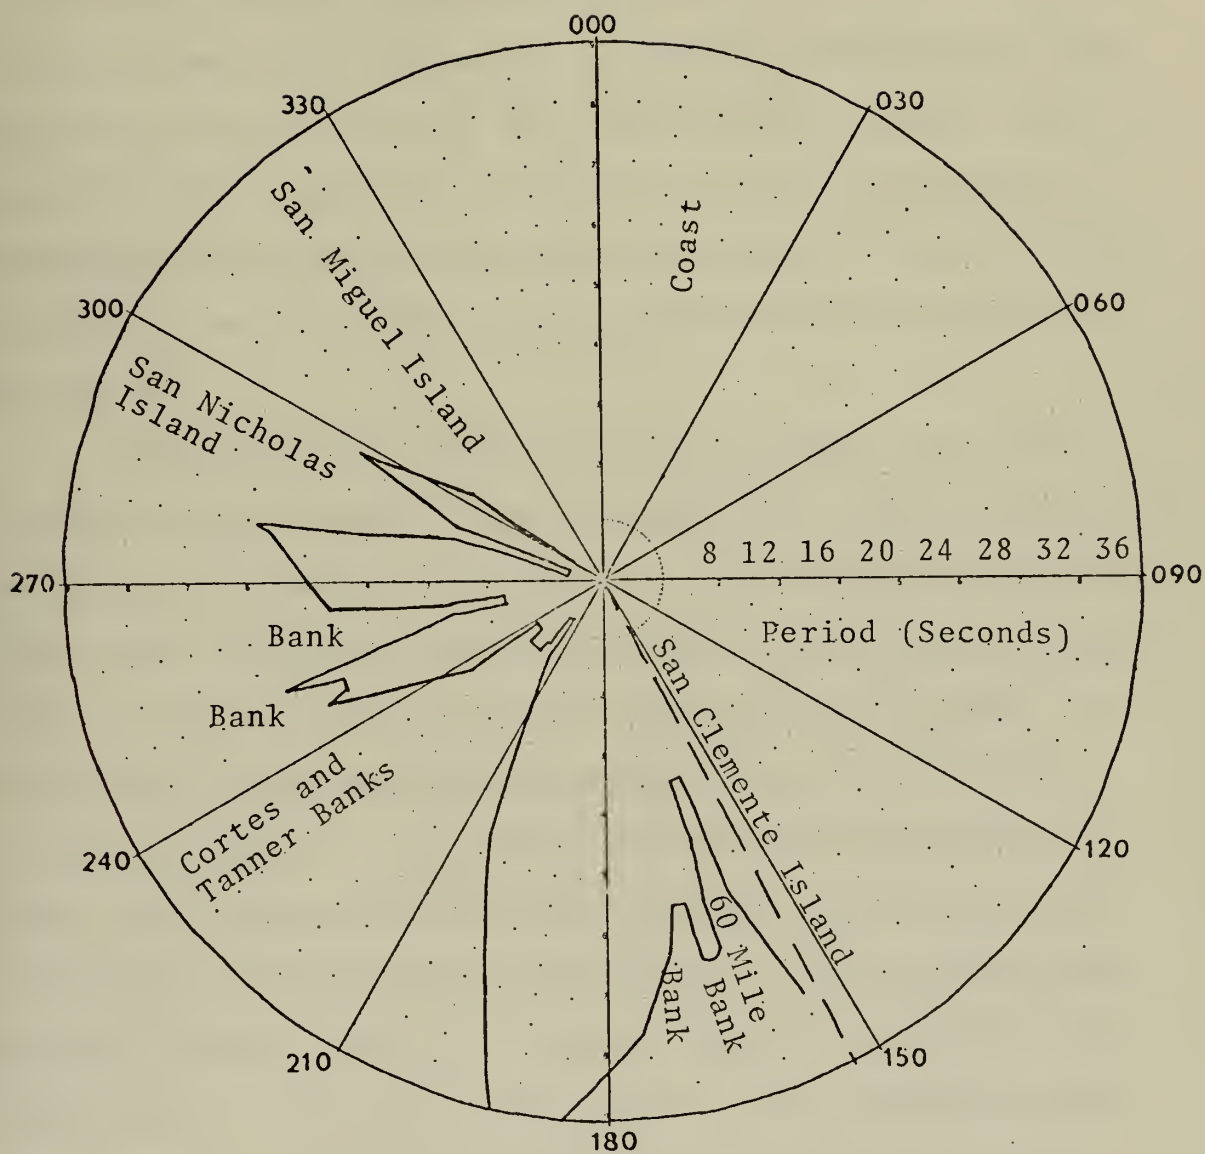 000
330
030
San Miguel Island
Coast
300
060
San Nicholas
Island
8 12 16 20 24 28 32 36
270
090
Bank
Period (Seconds)
Bank
San Clemente Island
Cortes and
Tanner Banks
240
120
60 Mile
Bank
Bank
210
150
180